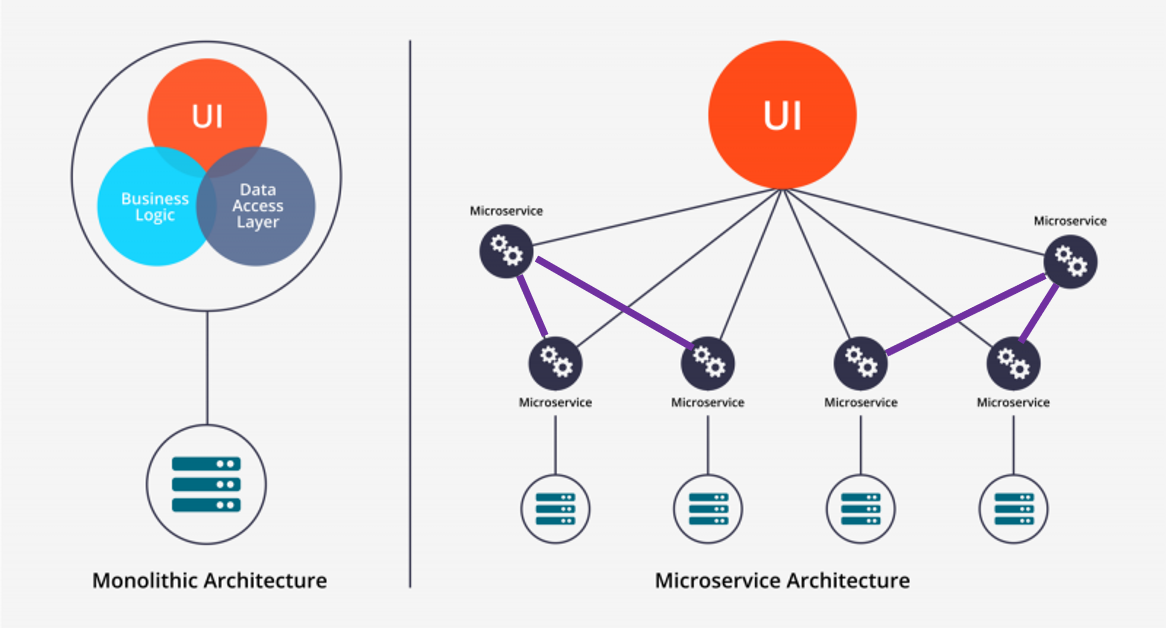 UI
Business
Logic
Data
Access
Layer
Monolithic Architecture
UI
Microservice
Microservice
Microservice
Microservice
Microservice
Microservice
Microservice Architecture